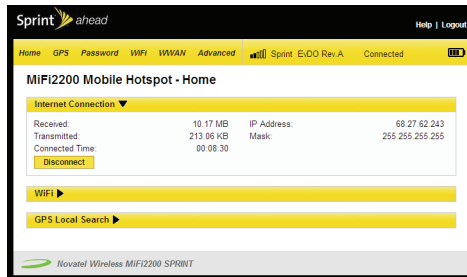 Sprint ahead
Help | Logout
Home GPS Password WiFi WWAN Advanced Sprint EvDO Rev.A Connected
MiFi2200 Mobile Hotspot - Home
Internet Connection ▼
Received: 10.17 MB IP Address: 68.27.62.243
Transmitted: 213.06 KB Mask: 255.255.255.255
Connected Time: 00:08:30
Disconnect
WiFi ▶
GPS Local Search ▶
Novatel Wireless MiFi2200 SPRINT